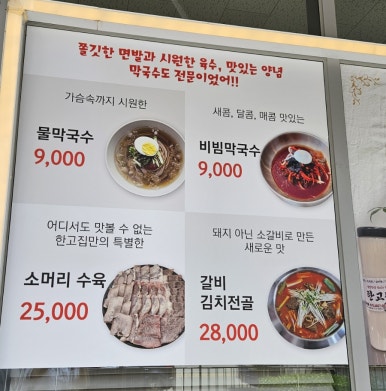 쫄깃한 면발과 시원한 육수, 맛있는 양념
막국수도 전문이었어!!
가슴속까지 시원한
물막국수
9,000
새콤, 달콤, 매콤 맛있는
비빔막국수
9,000
어디서도 맛볼 수 없는
한고집만의 특별한
소머리 수육
25,000
돼지 아닌 소갈비로 만든
새로운 맛
갈비
김치전골
28,000